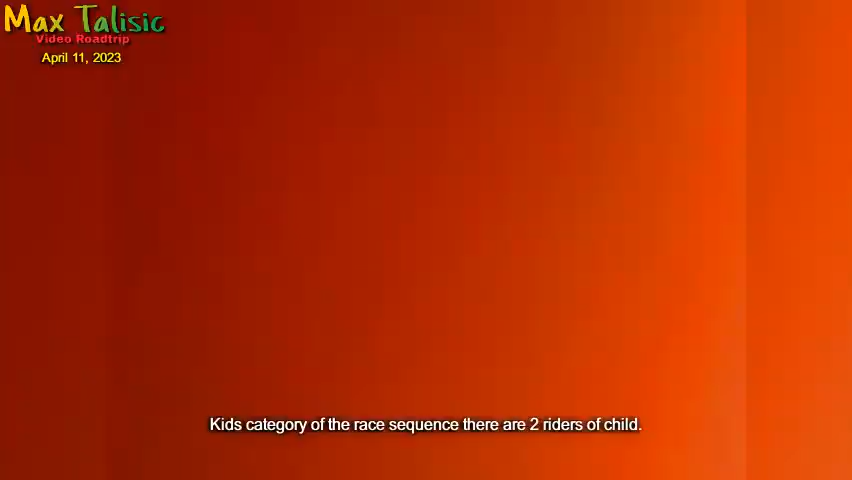 Max Talisic
Video Roadtrip
April 11, 2023
Kids category of the race sequence there are 2 riders of child.